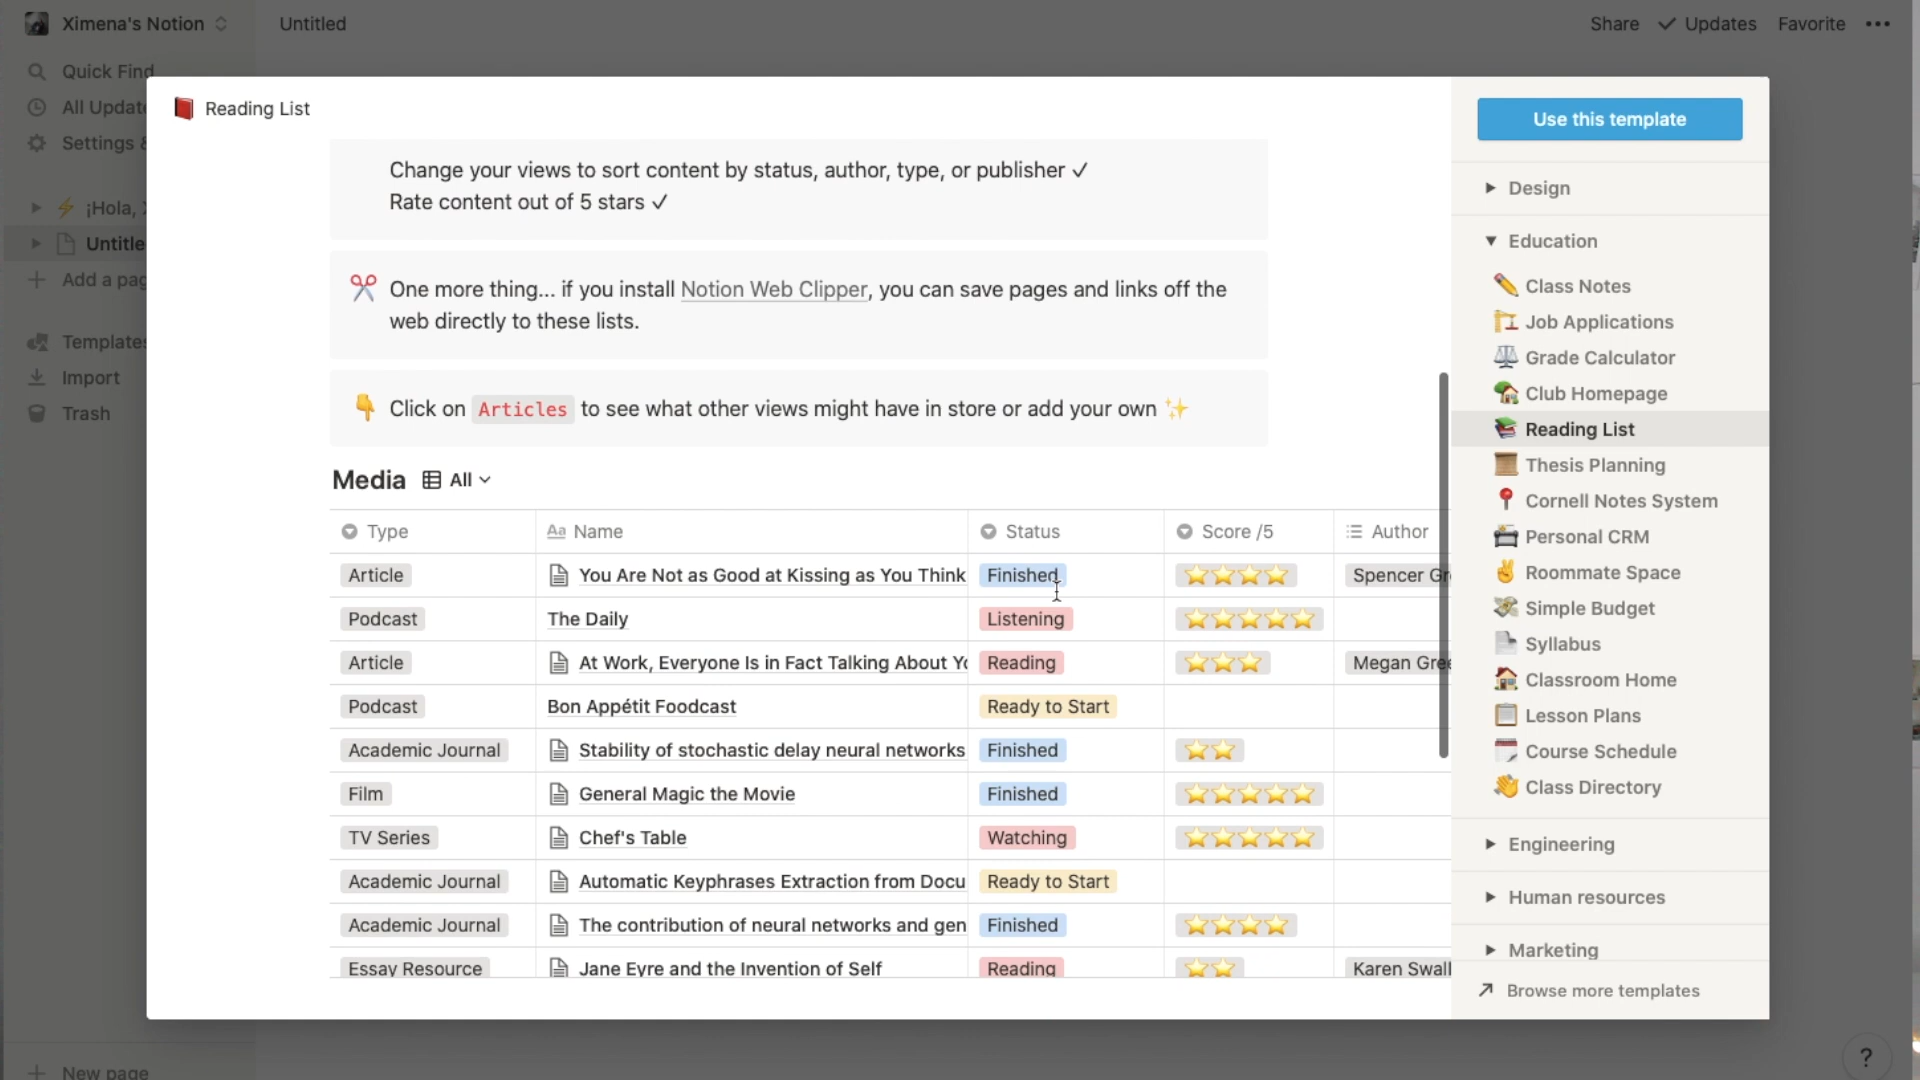 Ximena's Notion
Untitled
Share
Updates
Favorite
Quick Find
All Update
Settings &
¡Hola,
Untitle
Add a pag
Templates
Import
Trash
New page
Reading List
Change your views to sort content by status, author, type, or publisher ✓
Rate content out of 5 stars ✓
One more thing... if you install Notion Web Clipper, you can save pages and links off the
web directly to these lists.
Click on Articles to see what other views might have in store or add your own ✨
Media All
Type Aa Name Status Score /5 Author
Article You Are Not as Good at Kissing as You Think Finished ⭐⭐⭐⭐ Spencer Gr
Podcast The Daily Listening ⭐⭐⭐⭐⭐
Article At Work, Everyone Is in Fact Talking About Yo Reading ⭐⭐⭐ Megan Gree
Podcast Bon Appétit Foodcast Ready to Start
Academic Journal Stability of stochastic delay neural networks Finished ⭐⭐
Film General Magic the Movie Finished ⭐⭐⭐⭐⭐
TV Series Chef's Table Watching ⭐⭐⭐⭐⭐
Academic Journal Automatic Keyphrases Extraction from Docu Ready to Start
Academic Journal The contribution of neural networks and gen Finished ⭐⭐⭐⭐
Essay Resource Jane Eyre and the Invention of Self Reading ⭐⭐ Karen Swall
Use this template
Design
Education
Class Notes
Job Applications
Grade Calculator
Club Homepage
Reading List
Thesis Planning
Cornell Notes System
Personal CRM
Roommate Space
Simple Budget
Syllabus
Classroom Home
Lesson Plans
Course Schedule
Class Directory
Engineering
Human resources
Marketing
Browse more templates
?